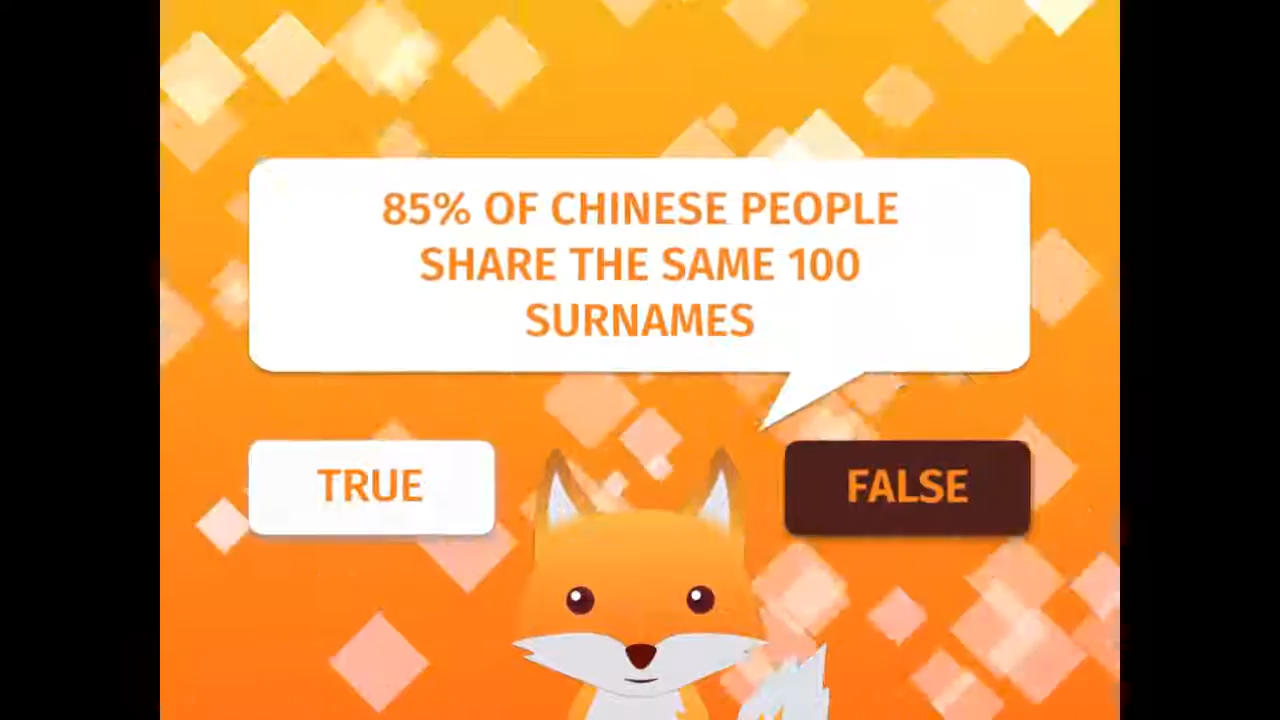 85% OF CHINESE PEOPLE
SHARE THE SAME 100
SURNAMES
TRUE
FALSE